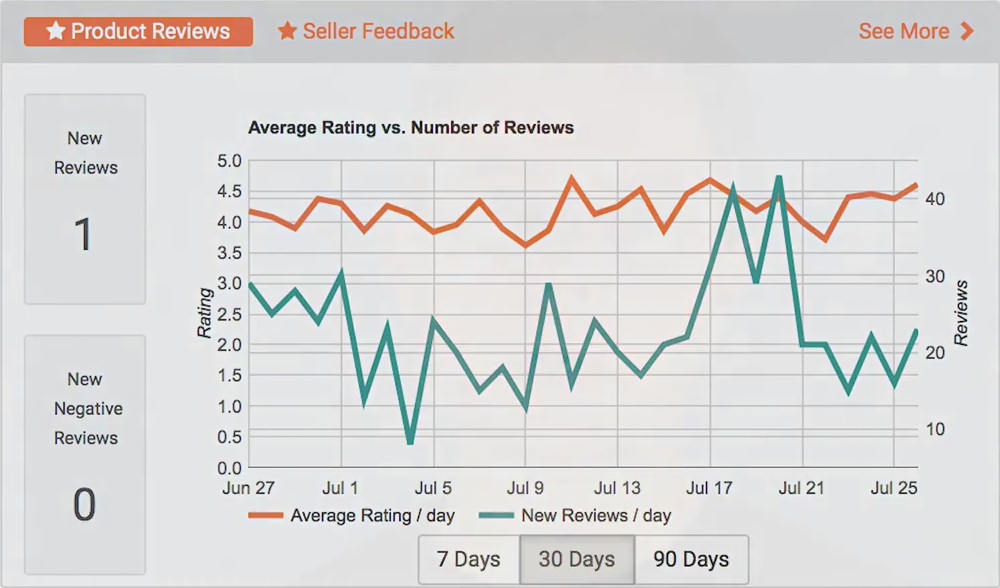 Product Reviews
Seller Feedback
See More
New
Reviews
1
New
Negative
Reviews
0
Average Rating vs. Number of Reviews
5.0
4.5
4.0
3.5
3.0
2.5
2.0
1.5
1.0
0.5
0.0
Rating
40
30
20
10
Reviews
Jun 27 Jul 1 Jul 5 Jul 9 Jul 13 Jul 17 Jul 21 Jul 25
Average Rating / day New Reviews / day
7 Days 30 Days 90 Days